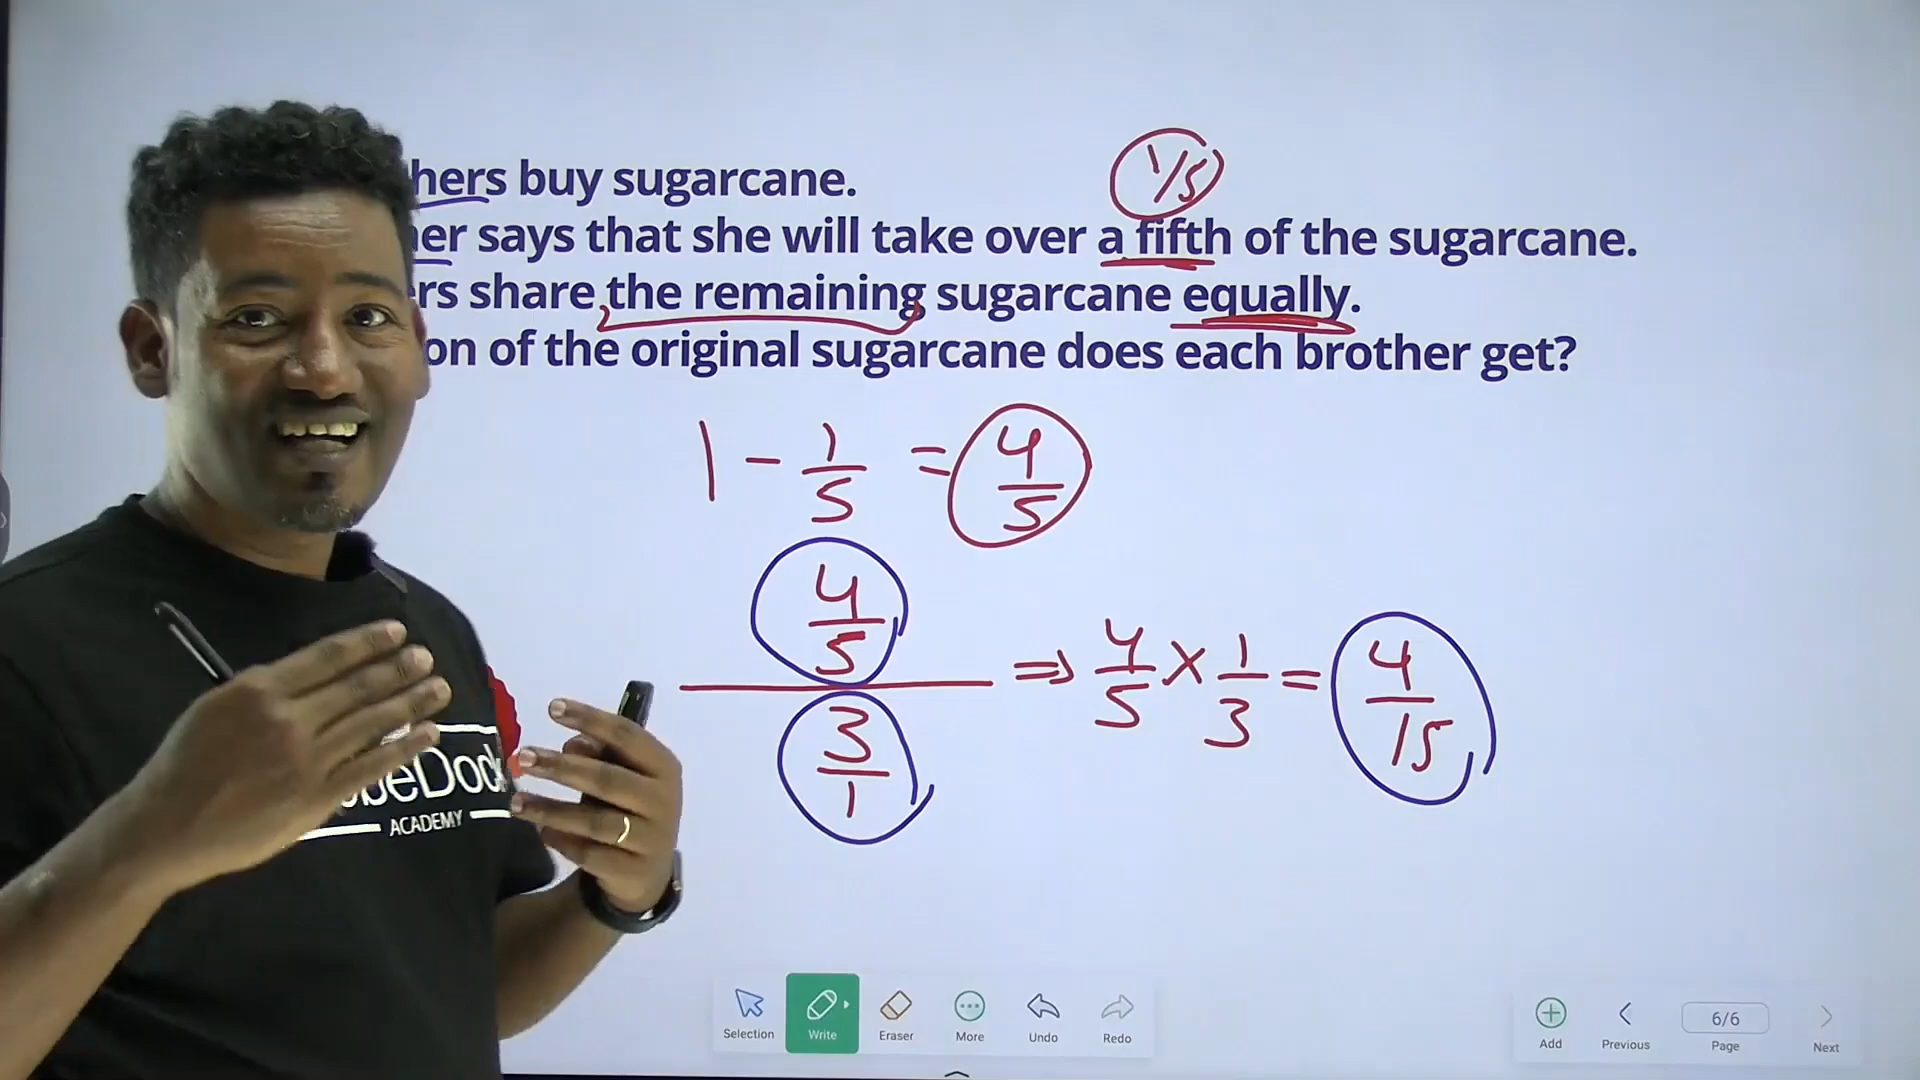 1/5
hers buy sugarcane.
her says that she will take over a fifth of the sugarcane.
ers share the remaining sugarcane equally.
on of the original sugarcane does each brother get?
1 - 1/5 = 4/5
4/5
3/1
⇒ 4/5 × 1/3 = 4/15
ACADEMY
Selection
Write
Eraser
More
Undo
Redo
Add
Previous
6/6
Page
Next